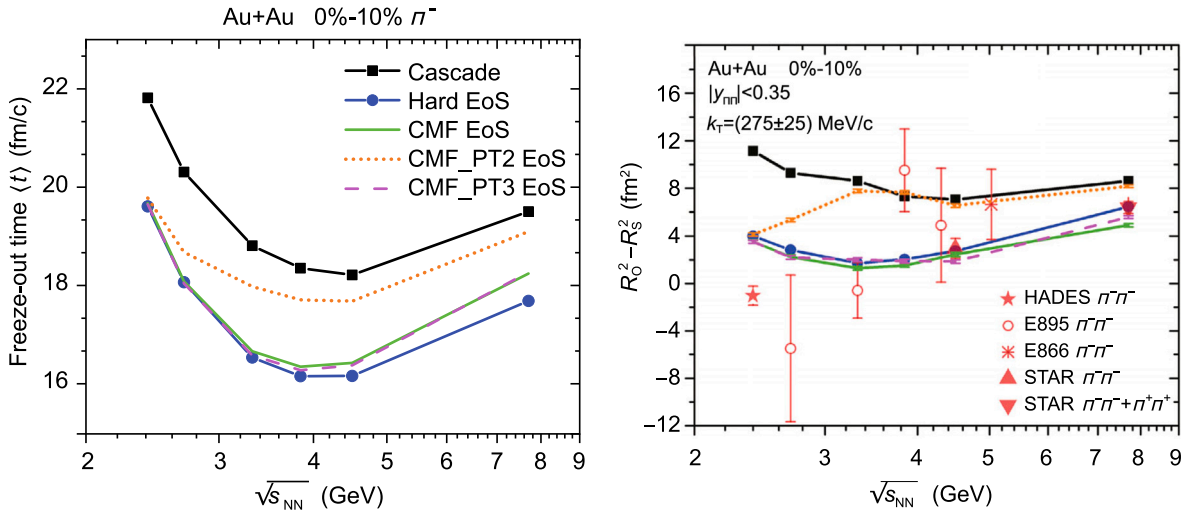 Au+Au 0%-10% π⁻
Freeze-out time ⟨t⟩ (fm/c)
22
20
18
16
Cascade
Hard EoS
CMF EoS
CMF_PT2 EoS
CMF_PT3 EoS
2 3 4 5 6 7 8 9
√s_NN (GeV)
R_O² −R_S² (fm²)
16
12
8
4
0
−4
−8
−12
Au+Au 0%-10%
|y_ππ|<0.35
k_T=(275±25) MeV/c
HADES π⁻π⁻
E895 π⁻π⁻
E866 π⁻π⁻
STAR π⁻π⁻
STAR π⁻π⁻+π⁺π⁺
2 3 4 5 6 7 8 9
√s_NN (GeV)